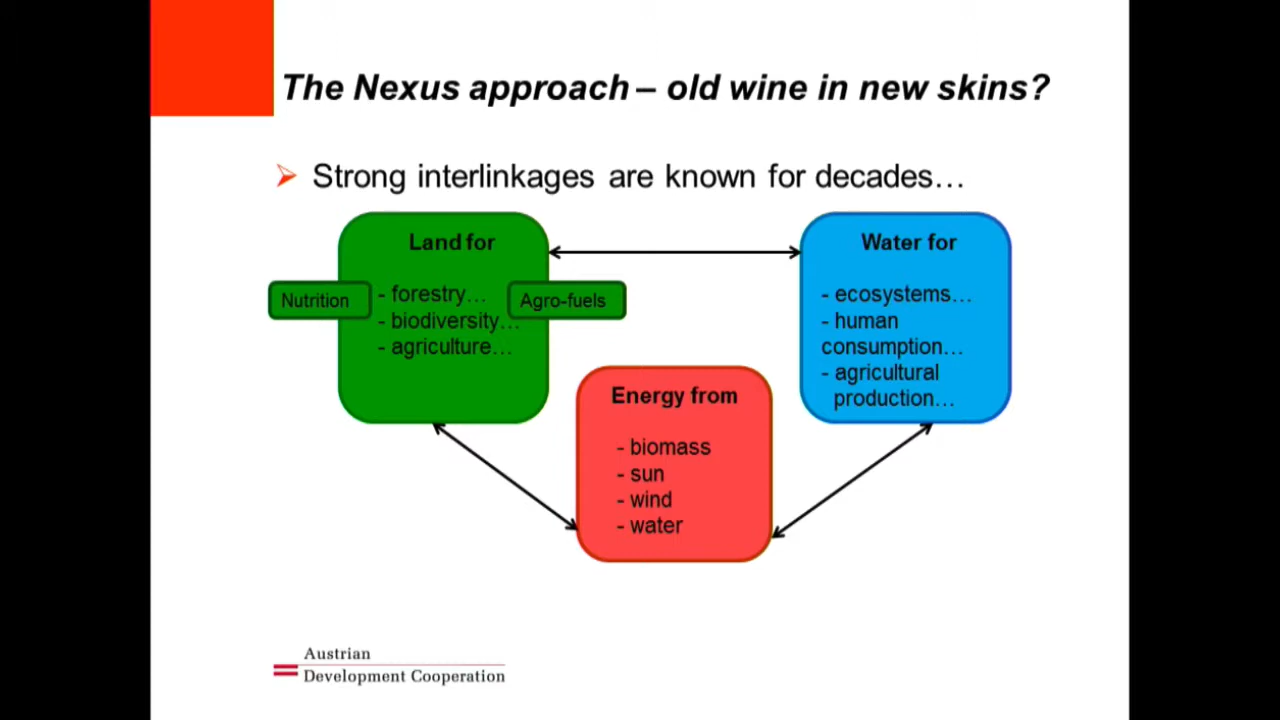 The Nexus approach – old wine in new skins?
Strong interlinkages are known for decades…
Land for
- forestry…
- biodiversity…
- agriculture…
Nutrition
Agro-fuels
Water for
- ecosystems…
- human
consumption…
- agricultural
production…
Energy from
- biomass
- sun
- wind
- water
Austrian
Development Cooperation